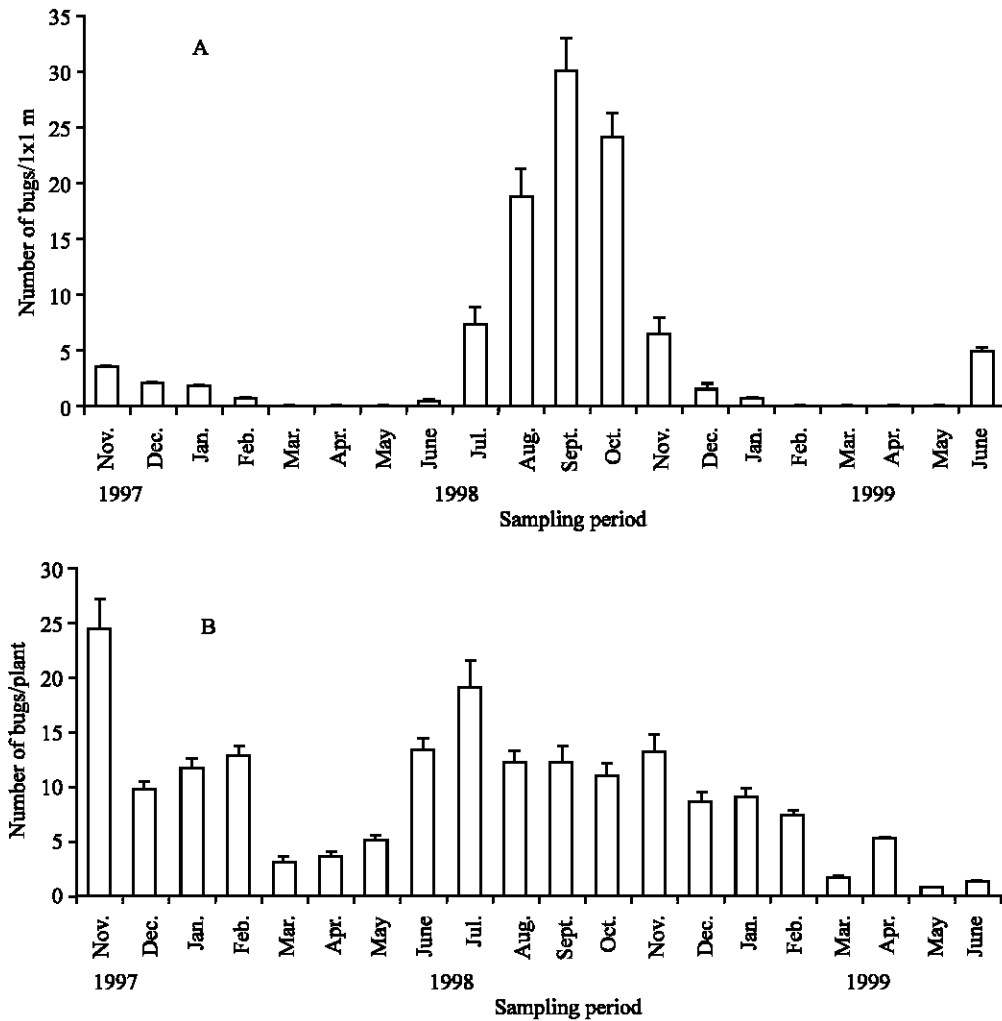 A
Number of bugs/1x1 m
35
30
25
20
15
10
5
0
Nov. Dec. Jan. Feb. Mar. Apr. May June Jul. Aug. Sept. Oct. Nov. Dec. Jan. Feb. Mar. Apr. May June
1997 1998 1999
Sampling period
B
Number of bugs/plant
30
25
20
15
10
5
0
Nov. Dec. Jan. Feb. Mar. Apr. May June Jul. Aug. Sept. Oct. Nov. Dec. Jan. Feb. Mar. Apr. May June
1997 1998 1999
Sampling period